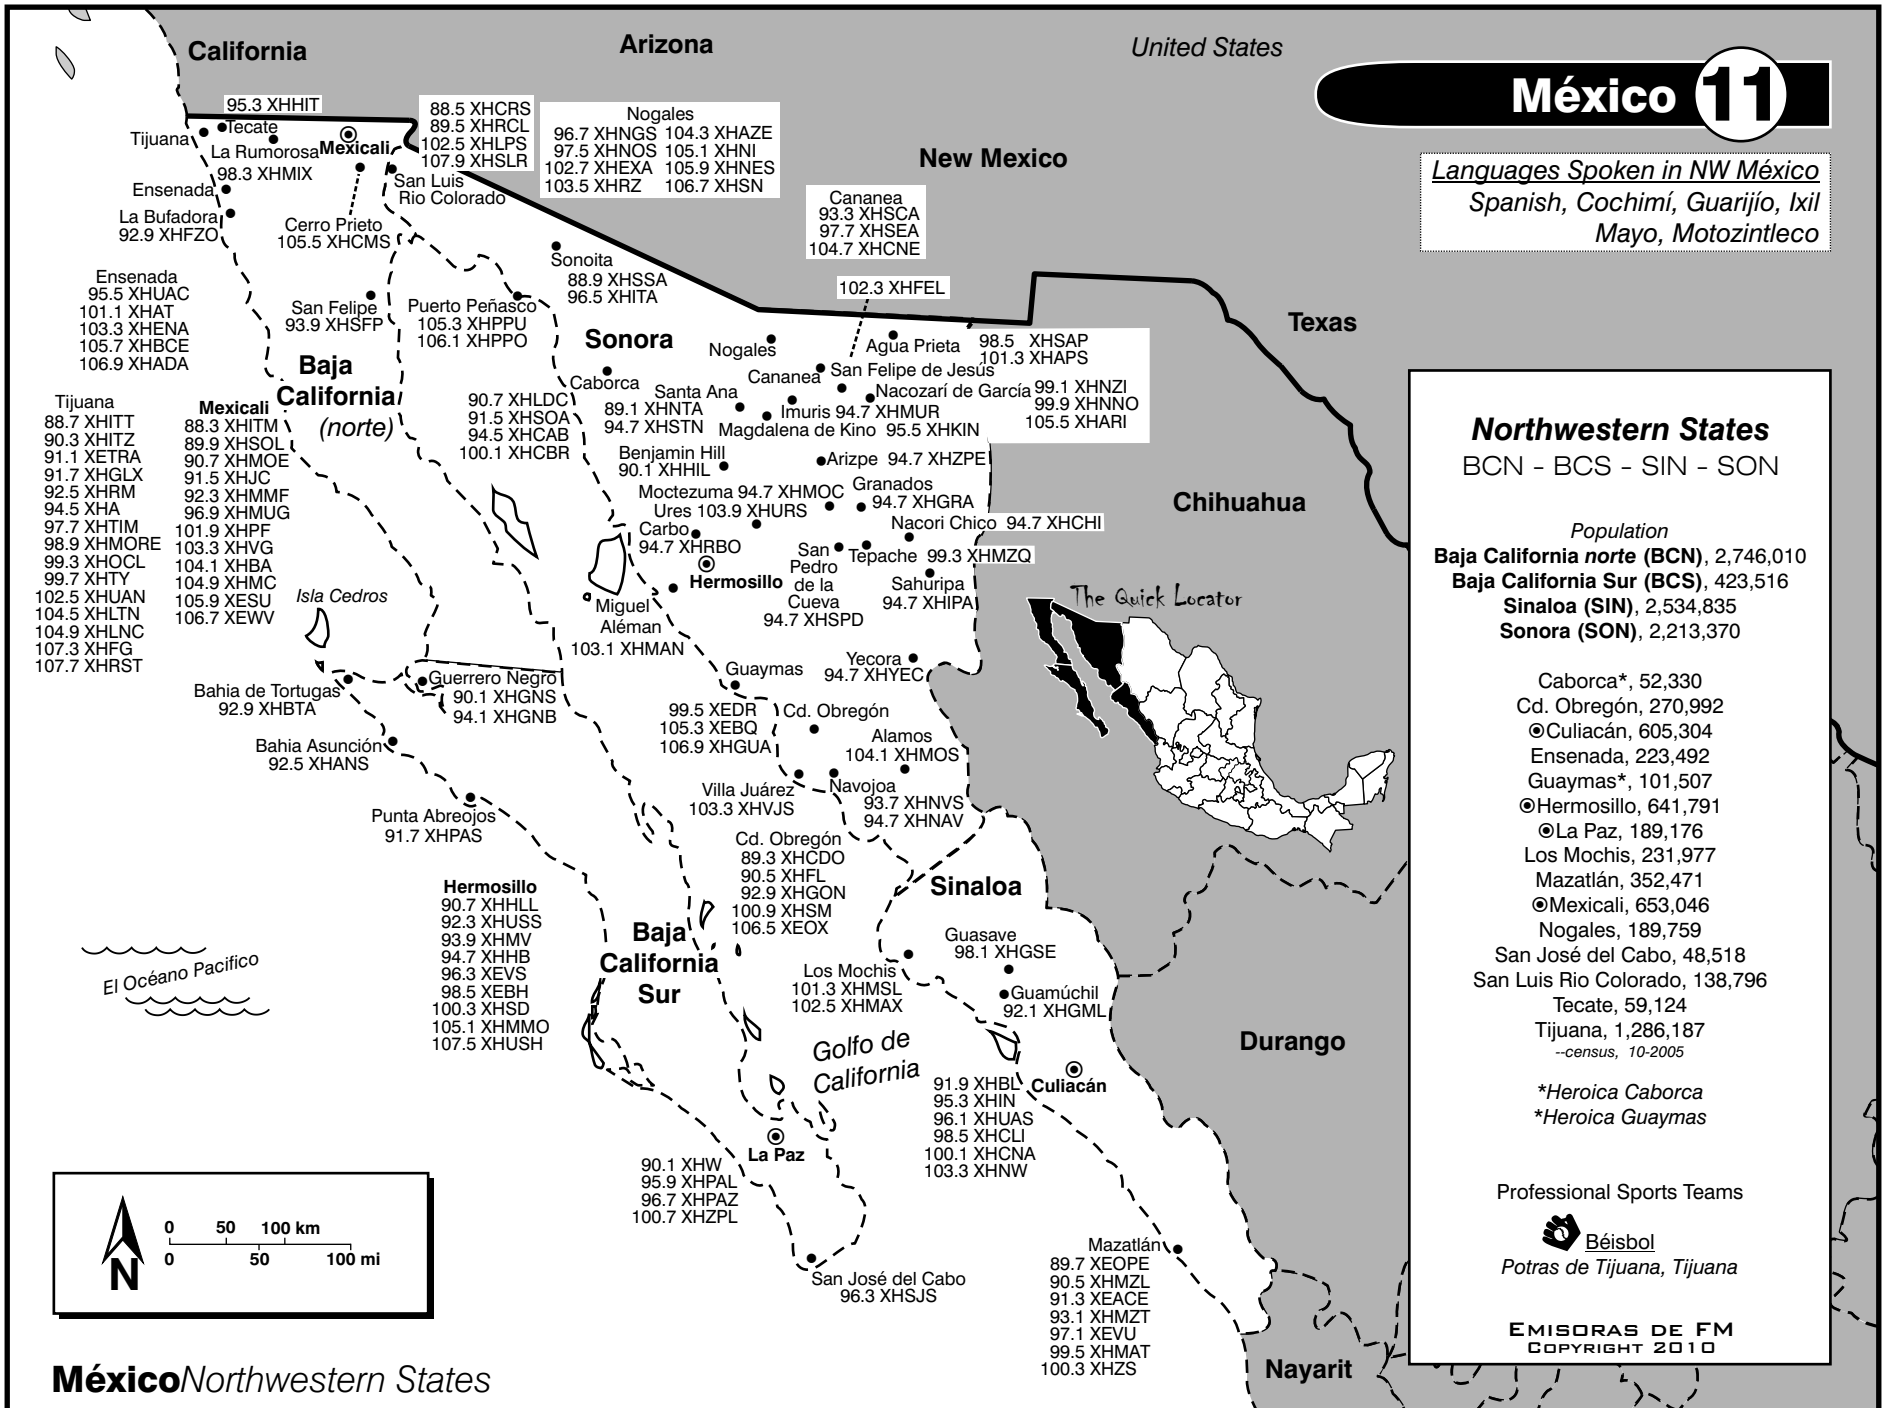 California
Arizona
United States
México 11
New Mexico
Languages Spoken in NW México
Spanish, Cochimí, Guarijío, Ixil
Mayo, Motozintleco
95.3 XHHIT
Tijuana
Tecate
La Rumorosa
98.3 XHMIX
Mexicali
88.5 XHCRS
89.5 XHRCL
102.5 XHLPS
107.9 XHSLR
San Luis
Rio Colorado
Nogales
96.7 XHNGS 104.3 XHAZE
97.5 XHNOS 105.1 XHNI
102.7 XHEXA 105.9 XHNES
103.5 XHRZ 106.7 XHSN
Cananea
93.3 XHSCA
97.7 XHSEA
104.7 XHCNE
Ensenada
La Bufadora
92.9 XHFZO
Cerro Prieto
105.5 XHCMS
Sonoita
88.9 XHSSA
96.5 XHITA
102.3 XHFEL
Ensenada
95.5 XHUAC
101.1 XHAT
103.3 XHENA
105.7 XHBCE
106.9 XHADA
San Felipe
93.9 XHSFP
Puerto Peñasco
105.3 XHPPU
106.1 XHPPO
Sonora
Texas
Nogales
Agua Prieta
98.5 XHSAP
101.3 XHAPS
Cananea
San Felipe de Jesús
Nacozarí de García
99.1 XHNZI
99.9 XHNNO
105.5 XHARI
Baja
California
(norte)
Caborca
90.7 XHLDC
91.5 XHSOA
94.5 XHCAB
100.1 XHCBR
Santa Ana
89.1 XHNTA
94.7 XHSTN
Imuris 94.7 XHMUR
Magdalena de Kino 95.5 XHKIN
Benjamin Hill
90.1 XHHIL
Arizpe 94.7 XHZPE
Moctezuma 94.7 XHMOC
Granados
94.7 XHGRA
Ures 103.9 XHURS
Carbo
94.7 XHRBO
Nacori Chico 94.7 XHCHI
San
Pedro
de la
Cueva
94.7 XHSPD
Tepache 99.3 XHMZQ
Sahuripa
94.7 XHIPA
Hermosillo
Miguel
Aléman
103.1 XHMAN
Chihuahua
Tijuana
88.7 XHITT
90.3 XHITZ
91.1 XETRA
91.7 XHGLX
92.5 XHRM
94.5 XHA
97.7 XHTIM
98.9 XHMORE
99.3 XHOCL
99.7 XHTY
102.5 XHUAN
104.5 XHLTN
104.9 XHLNC
107.3 XHFG
107.7 XHRST
Mexicali
88.3 XHITM
89.9 XHSOL
90.7 XHMOE
91.5 XHJC
92.3 XHMMF
96.9 XHMUG
101.9 XHPF
103.3 XHVG
104.1 XHBA
104.9 XHMC
105.9 XESU
106.7 XEWV
Isla Cedros
The Quick Locator
Yecora
94.7 XHYEC
Guaymas
99.5 XEDR
105.3 XEBQ
106.9 XHGUA
Guerrero Negro
90.1 XHGNS
94.1 XHGNB
Bahia de Tortugas
92.9 XHBTA
Bahia Asunción
92.5 XHANS
Punta Abreojos
91.7 XHPAS
Cd. Obregón
Alamos
104.1 XHMOS
Villa Juárez
103.3 XHVJS
Navojoa
93.7 XHNVS
94.7 XHNAV
Cd. Obregón
89.3 XHCDO
90.5 XHFL
92.9 XHGON
100.9 XHSM
106.5 XEOX
Sinaloa
Hermosillo
90.7 XHHLL
92.3 XHUSS
93.9 XHMV
94.7 XHHB
96.3 XEVS
98.5 XEBH
100.3 XHSD
105.1 XHMMO
107.5 XHUSH
Baja
California
Sur
El Océano Pacifico
Guasave
98.1 XHGSE
Los Mochis
101.3 XHMSL
102.5 XHMAX
Guamúchil
92.1 XHGML
Golfo de
California
Durango
Culiacán
91.9 XHBL
95.3 XHIN
96.1 XHUAS
98.5 XHCLI
100.1 XHCNA
103.3 XHNW
La Paz
90.1 XHW
95.9 XHPAL
96.7 XHPAZ
100.7 XHZPL
San José del Cabo
96.3 XHSJS
Mazatlán
89.7 XEOPE
90.5 XHMZL
91.3 XEACE
93.1 XHMZT
97.1 XEVU
99.5 XHMAT
100.3 XHZS
Nayarit
Northwestern States
BCN - BCS - SIN - SON
Population
Baja California norte (BCN), 2,746,010
Baja California Sur (BCS), 423,516
Sinaloa (SIN), 2,534,835
Sonora (SON), 2,213,370
Caborca*, 52,330
Cd. Obregón, 270,992
Culiacán, 605,304
Ensenada, 223,492
Guaymas*, 101,507
Hermosillo, 641,791
La Paz, 189,176
Los Mochis, 231,977
Mazatlán, 352,471
Mexicali, 653,046
Nogales, 189,759
San José del Cabo, 48,518
San Luis Rio Colorado, 138,796
Tecate, 59,124
Tijuana, 1,286,187
--census, 10-2005
*Heroica Caborca
*Heroica Guaymas
Professional Sports Teams
Béisbol
Potras de Tijuana, Tijuana
Emisoras de FM
Copyright 2010
N
0 50 100 km
0 50 100 mi
México Northwestern States